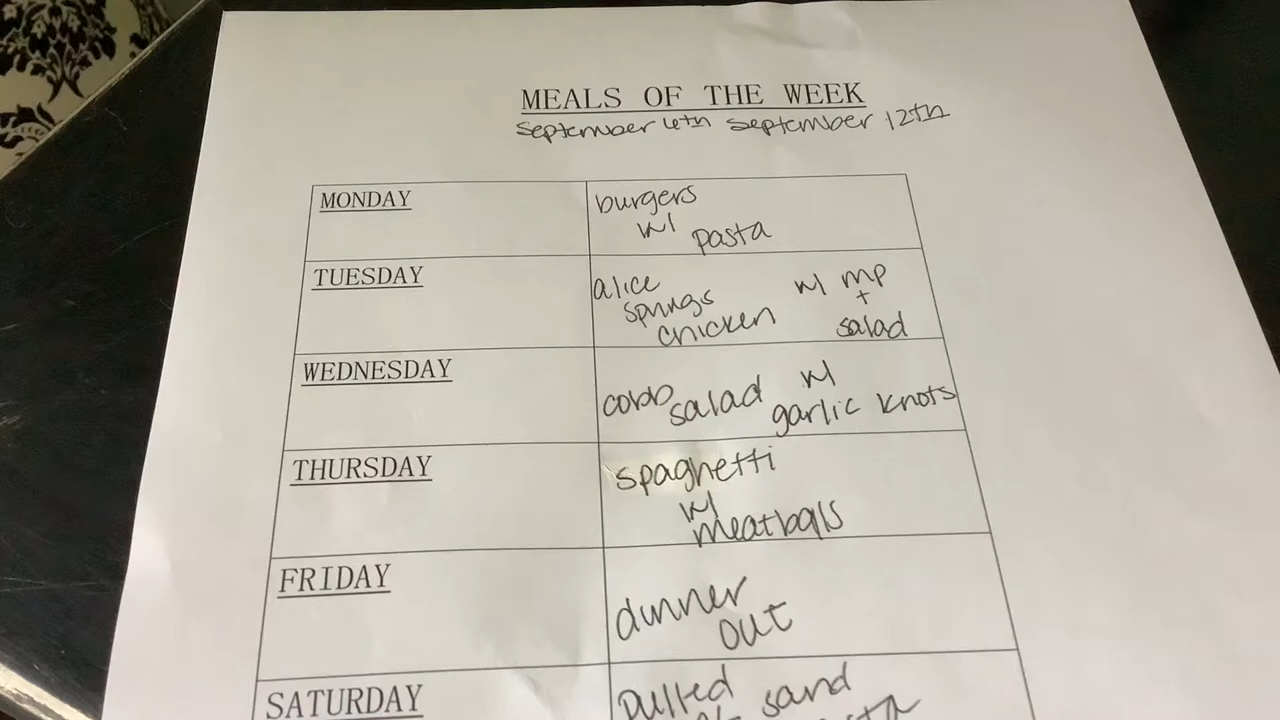 MEALS OF THE WEEK
september 6th september 12th
MONDAY
burgers
w/
pasta
TUESDAY
alice
springs
chicken
w/ mp
+
salad
WEDNESDAY
cobb salad w/
garlic knots
THURSDAY
spaghetti
w/
meatballs
FRIDAY
dinner
out
SATURDAY
pulled sand